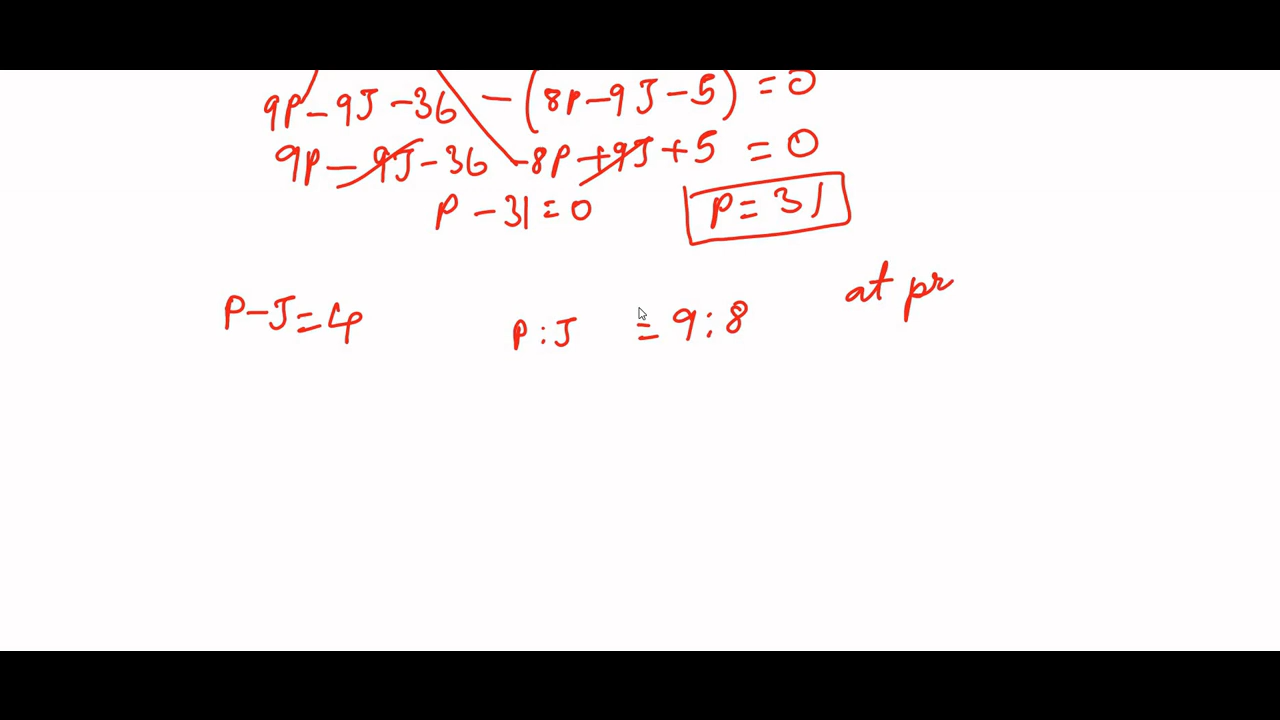 9P - 9J - 36 - (8P - 9J - 5) = 0
9P - 9J - 36 - 8P + 9J + 5 = 0
P - 31 = 0 P = 31
at pr
P - J = 4 P : J = 9 : 8